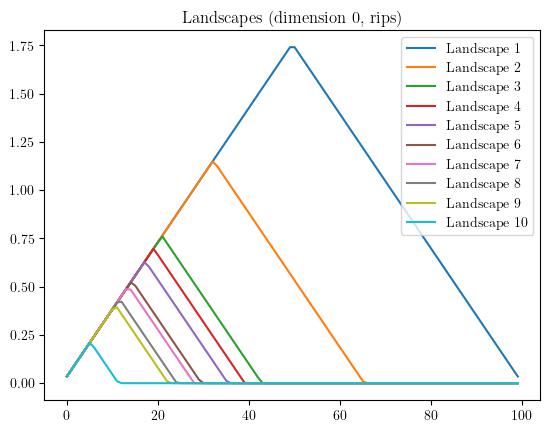 Landscapes (dimension 0, rips)
1.75
1.50
1.25
1.00
0.75
0.50
0.25
0.00
0
20
40
60
80
100
Landscape 1
Landscape 2
Landscape 3
Landscape 4
Landscape 5
Landscape 6
Landscape 7
Landscape 8
Landscape 9
Landscape 10